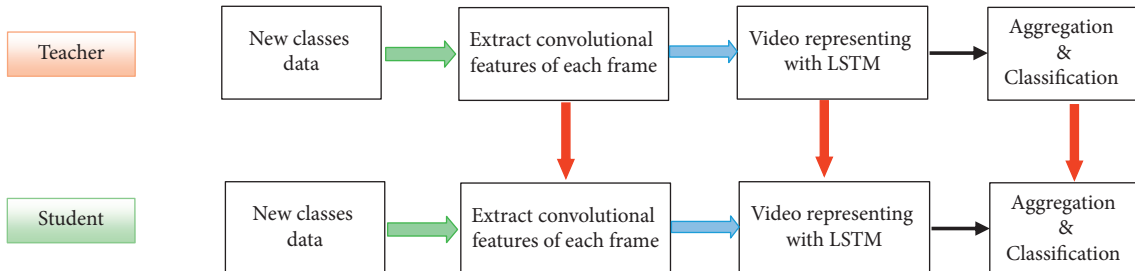 Teacher
New classes
data
Extract convolutional
features of each frame
Video representing
with LSTM
Aggregation
&
Classification
Student
New classes
data
Extract convolutional
features of each frame
Video representing
with LSTM
Aggregation
&
Classification